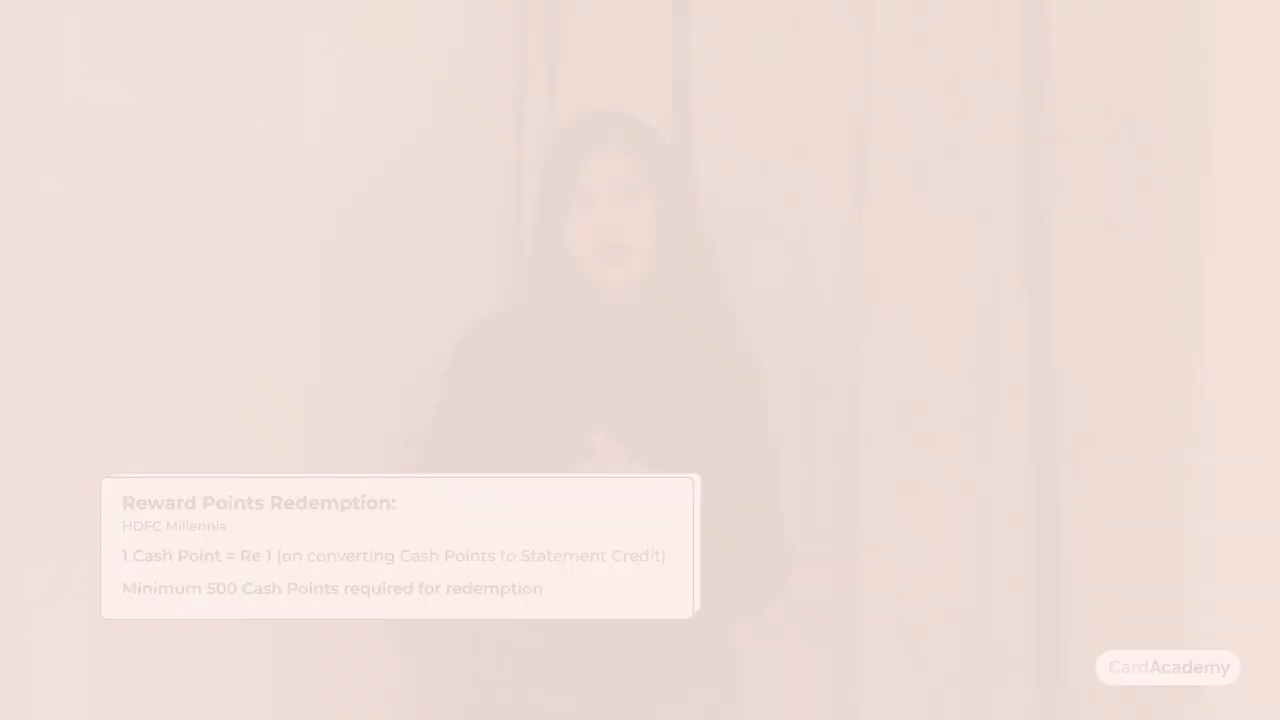 Reward Points Redemption:
HDFC Millennia
1 Cash Point = Re 1 (on converting Cash Points to Statement Credit)
Minimum 500 Cash Points required for redemption
CardAcademy